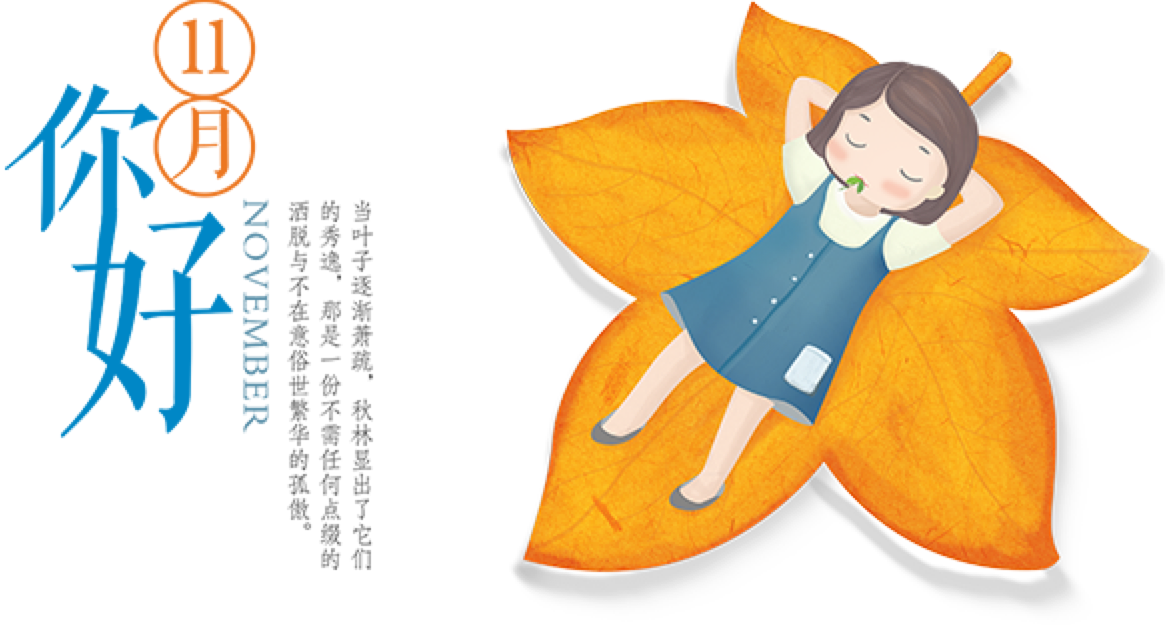 11月
你好
NOVEMBER
当叶子逐渐萧疏，秋林显出了它们
的秀逸，那是一份不需任何点缀的
洒脱与不在意俗世繁华的孤傲。